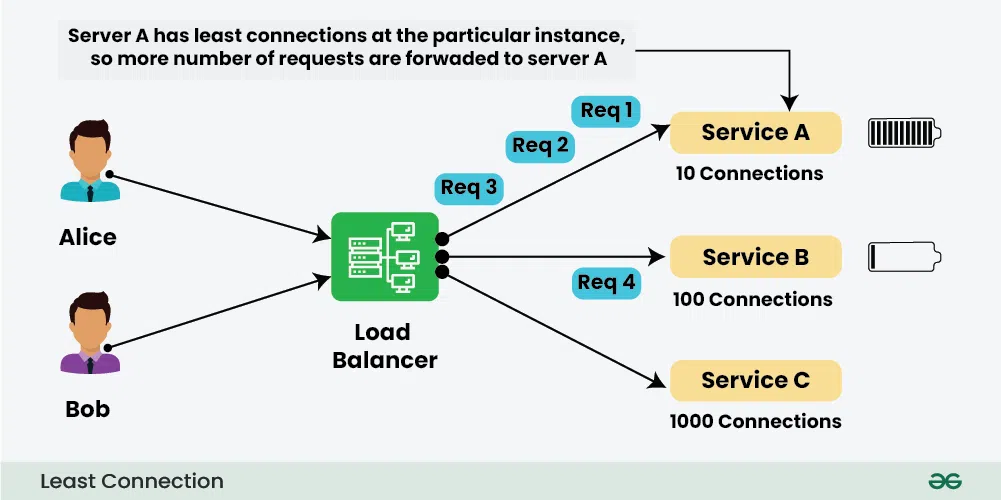 Server A has least connections at the particular instance,
so more number of requests are forwaded to server A
Req 1
Service A
Req 2
10 Connections
Req 3
Alice
Service B
Req 4
100 Connections
Load
Balancer
Service C
Bob
1000 Connections
Least Connection